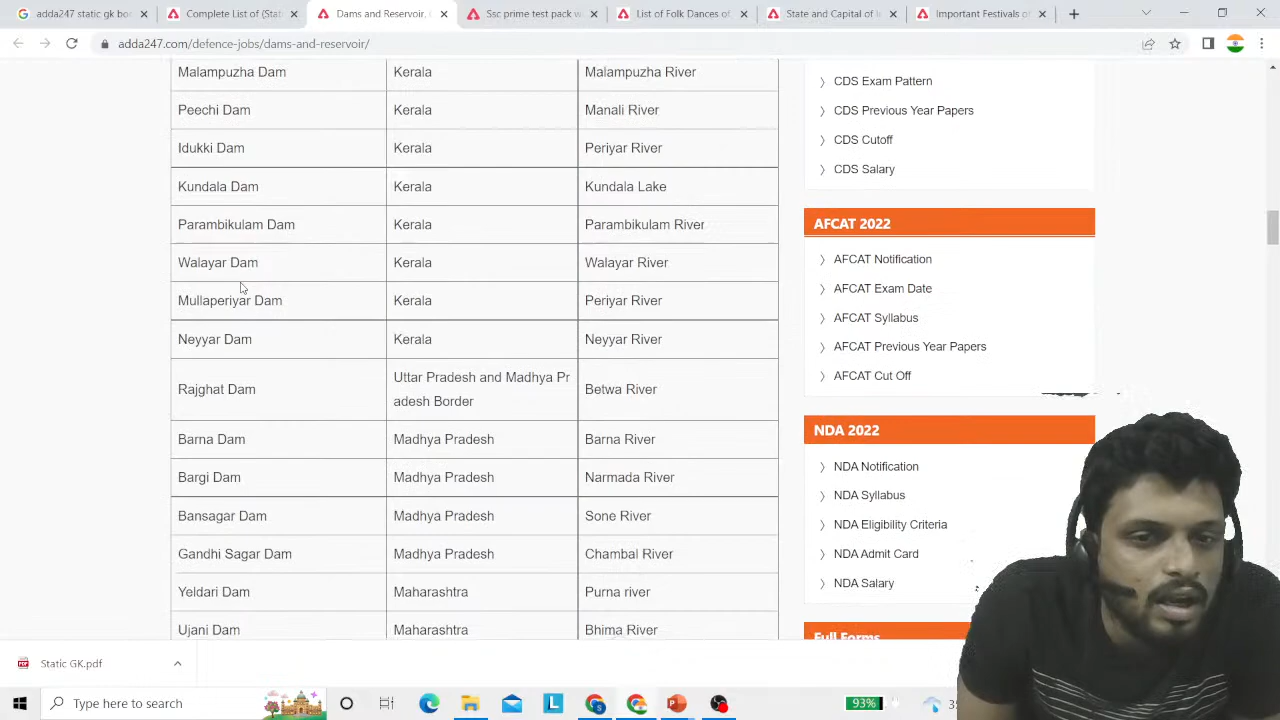 adda247 static gk bo
Complete List of (Stati
Dams and Reservoir,
Ssc prime test pack w
List of Folk Dances of
State and Capital of I
Important Festivals of
adda247.com/defence-jobs/dams-and-reservoir/
Malampuzha Dam Kerala Malampuzha River
Peechi Dam Kerala Manali River
Idukki Dam Kerala Periyar River
Kundala Dam Kerala Kundala Lake
Parambikulam Dam Kerala Parambikulam River
Walayar Dam Kerala Walayar River
Mullaperiyar Dam Kerala Periyar River
Neyyar Dam Kerala Neyyar River
Rajghat Dam Uttar Pradesh and Madhya Pr Betwa River
adesh Border
Barna Dam Madhya Pradesh Barna River
Bargi Dam Madhya Pradesh Narmada River
Bansagar Dam Madhya Pradesh Sone River
Gandhi Sagar Dam Madhya Pradesh Chambal River
Yeldari Dam Maharashtra Purna river
Ujani Dam Maharashtra Bhima River
CDS Exam Pattern
CDS Previous Year Papers
CDS Cutoff
CDS Salary
AFCAT 2022
AFCAT Notification
AFCAT Exam Date
AFCAT Syllabus
AFCAT Previous Year Papers
AFCAT Cut Off
NDA 2022
NDA Notification
NDA Syllabus
NDA Eligibility Criteria
NDA Admit Card
NDA Salary
Full Forms
Static GK.pdf
Type here to search
93%